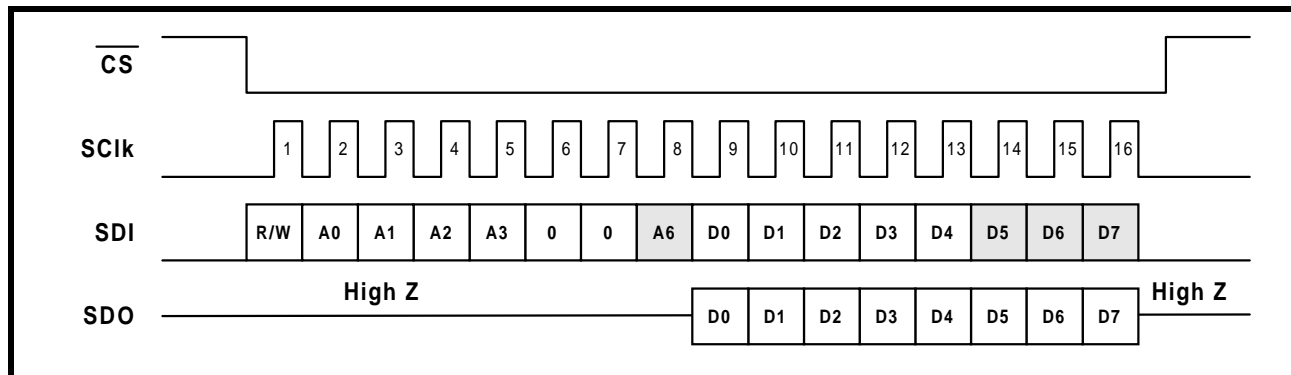 CS
SClk 1 2 3 4 5 6 7 8 9 10 11 12 13 14 15 16
SDI R/W A0 A1 A2 A3 0 0 A6 D0 D1 D2 D3 D4 D5 D6 D7
High Z High Z
SDO D0 D1 D2 D3 D4 D5 D6 D7